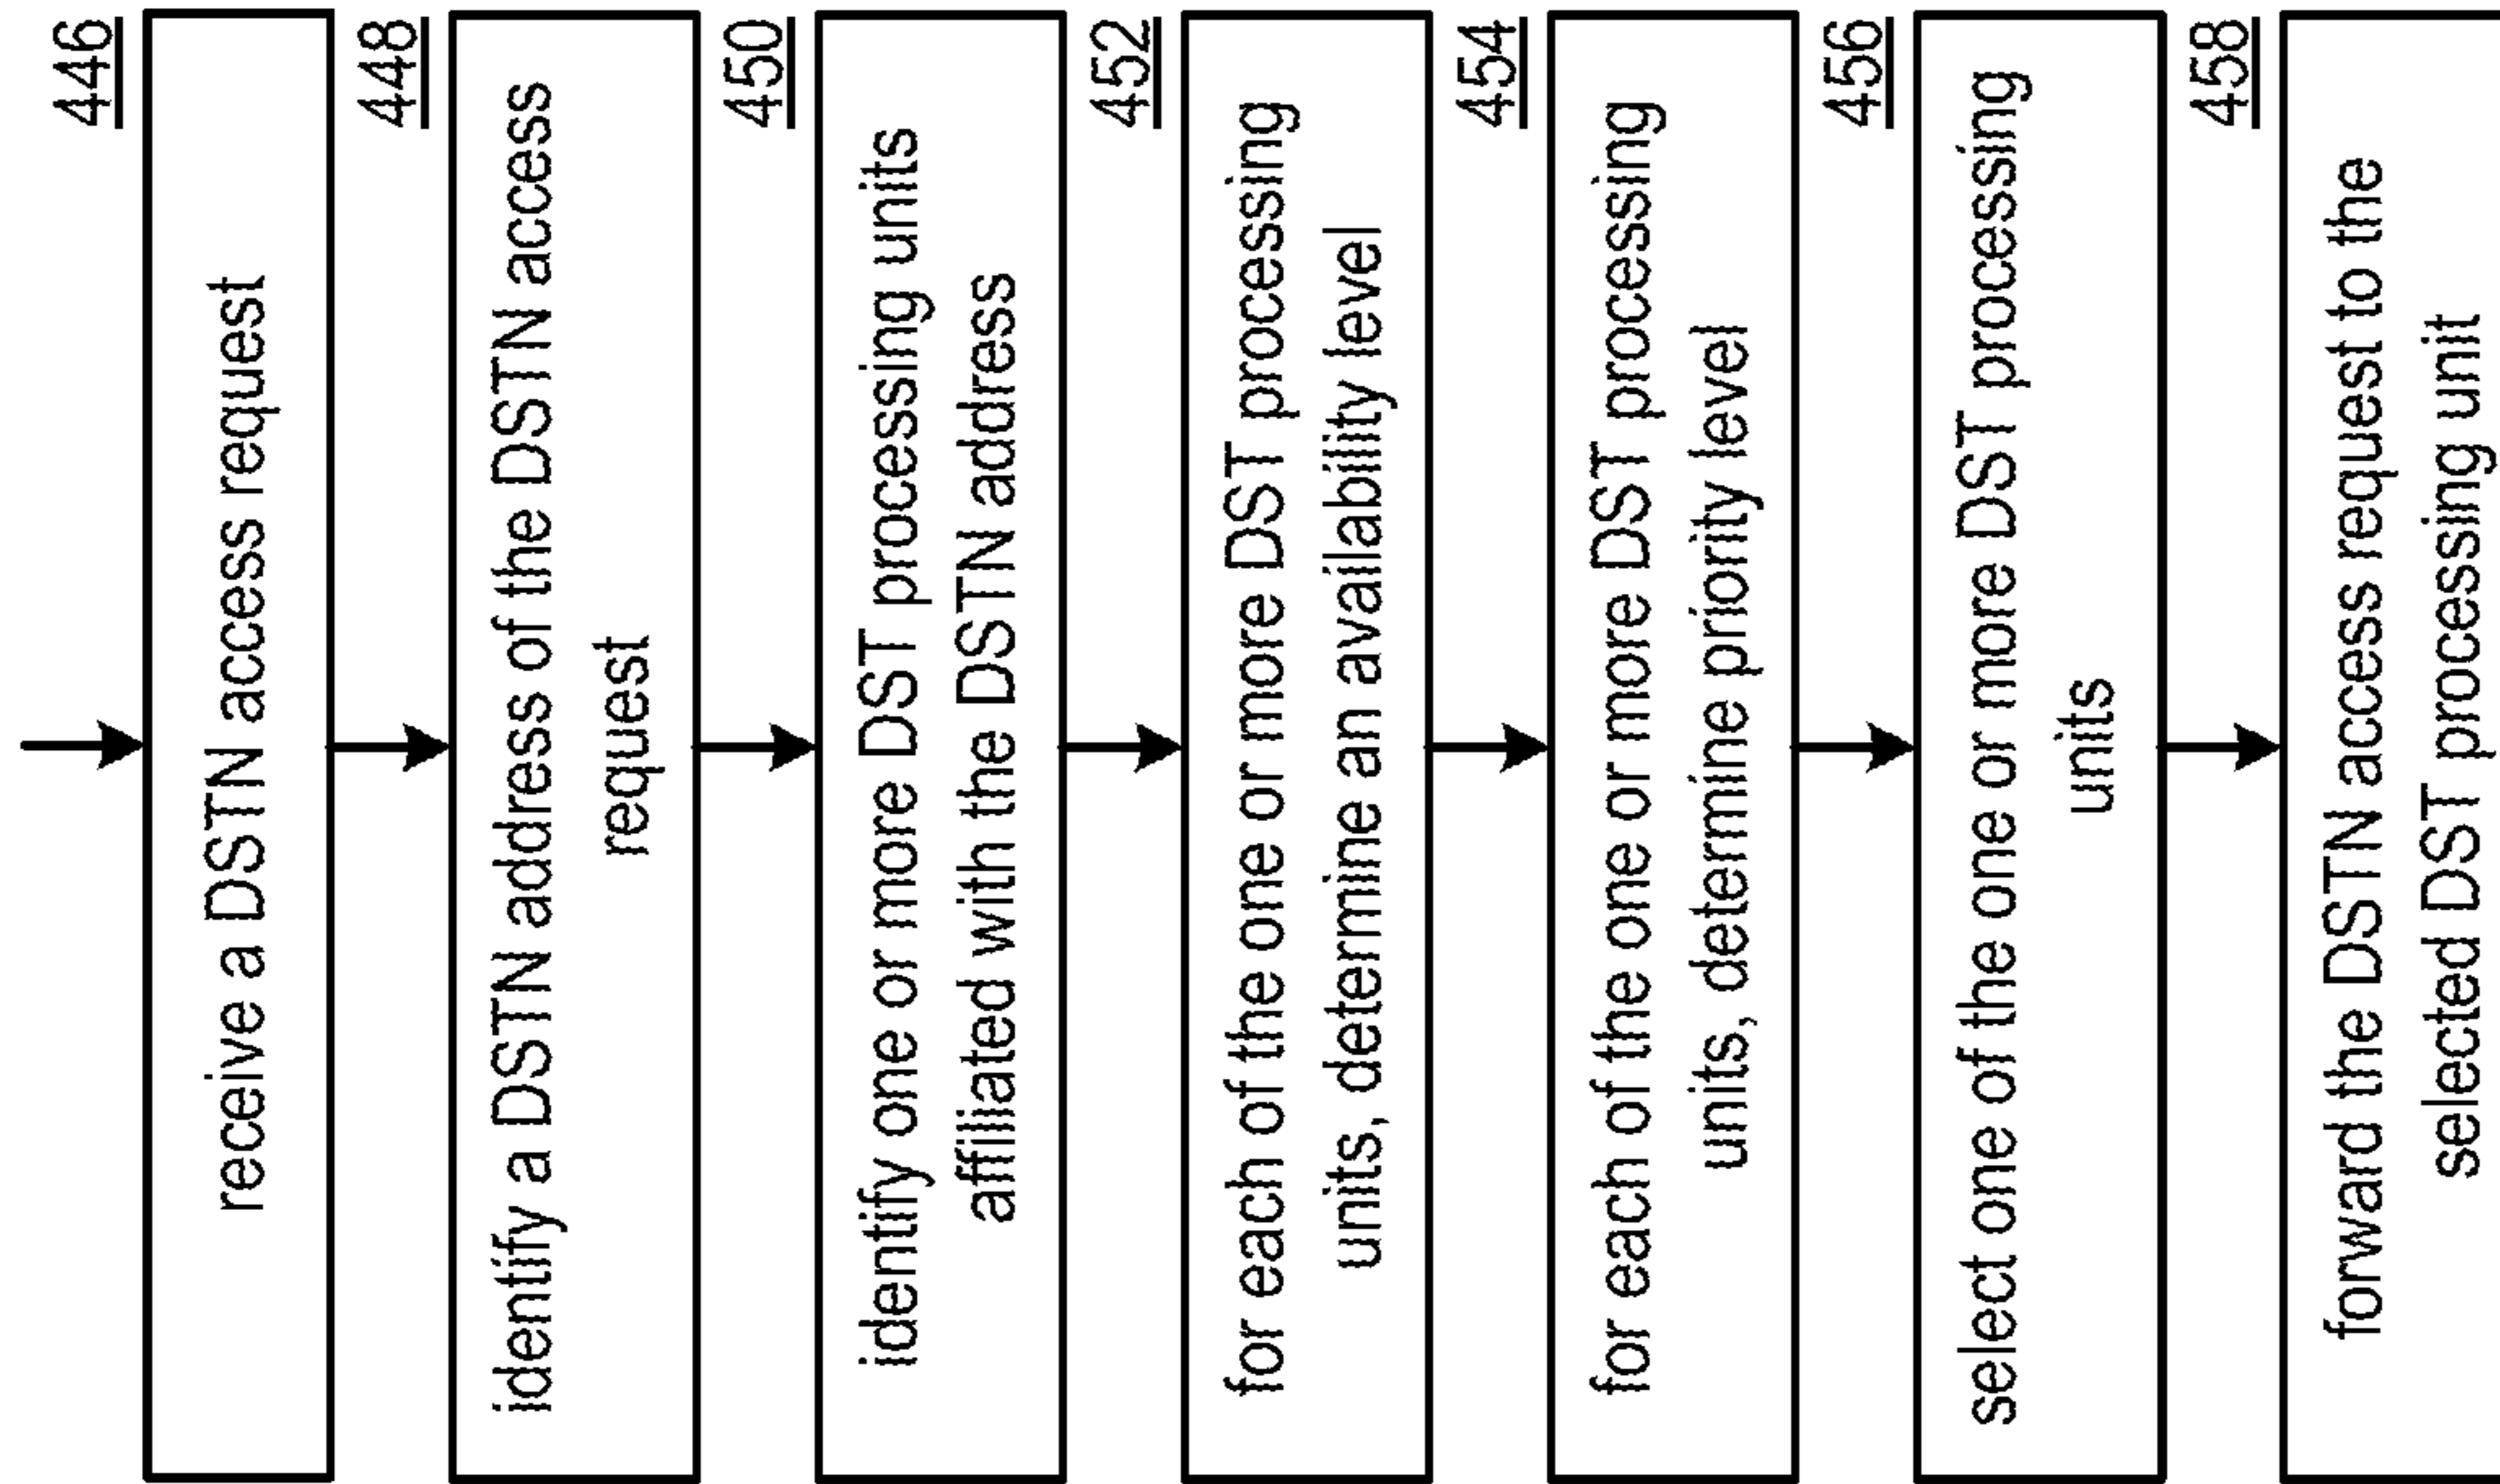 446
receive a DSTN access request
448
identify a DSTN address of the DSTN access
request
450
identify one or more DST processing units
affiliated with the DSTN address
452
for each of the one or more DST processing
units, determine an availability level
454
for each of the one or more DST processing
units, determine priority level
456
select one of the one or more DST processing
units
458
forward the DSTN access request to the
selected DST processing unit